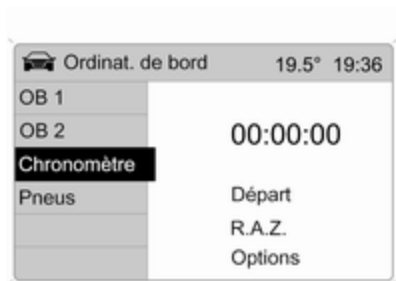 Ordinat. de bord 19.5° 19:36
OB 1
OB 2
00:00:00
Chronomètre
Pneus
Départ
R.A.Z.
Options